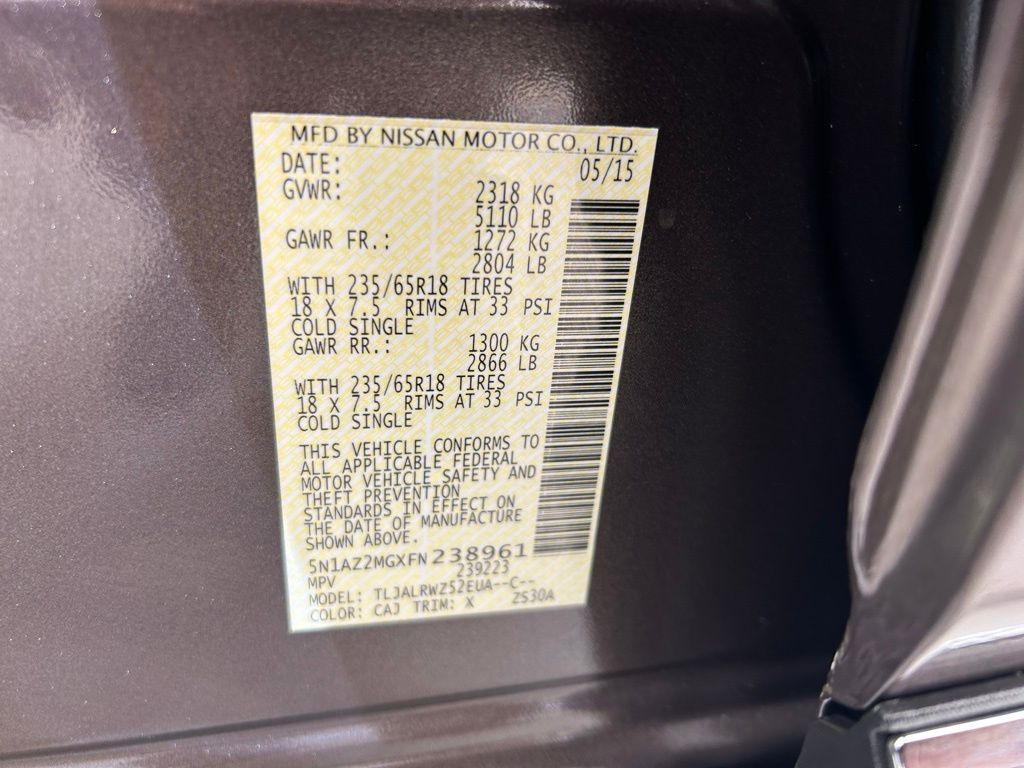 MFD BY NISSAN MOTOR CO., LTD.
DATE: 05/15
GVWR: 2318 KG
5110 LB
GAWR FR.: 1272 KG
2804 LB
WITH 235/65R18 TIRES
18 X 7.5 RIMS AT 33 PSI
COLD SINGLE
GAWR RR.: 1300 KG
2866 LB
WITH 235/65R18 TIRES
18 X 7.5 RIMS AT 33 PSI
COLD SINGLE
THIS VEHICLE CONFORMS TO
ALL APPLICABLE FEDERAL
MOTOR VEHICLE SAFETY AND
THEFT PREVENTION
STANDARDS IN EFFECT ON
THE DATE OF MANUFACTURE
SHOWN ABOVE.
5N1AZ2MGXFN238961
MPV 239223
MODEL: TLJALRWZ52EUA--C--
COLOR: CAJ TRIM: X ZS30A